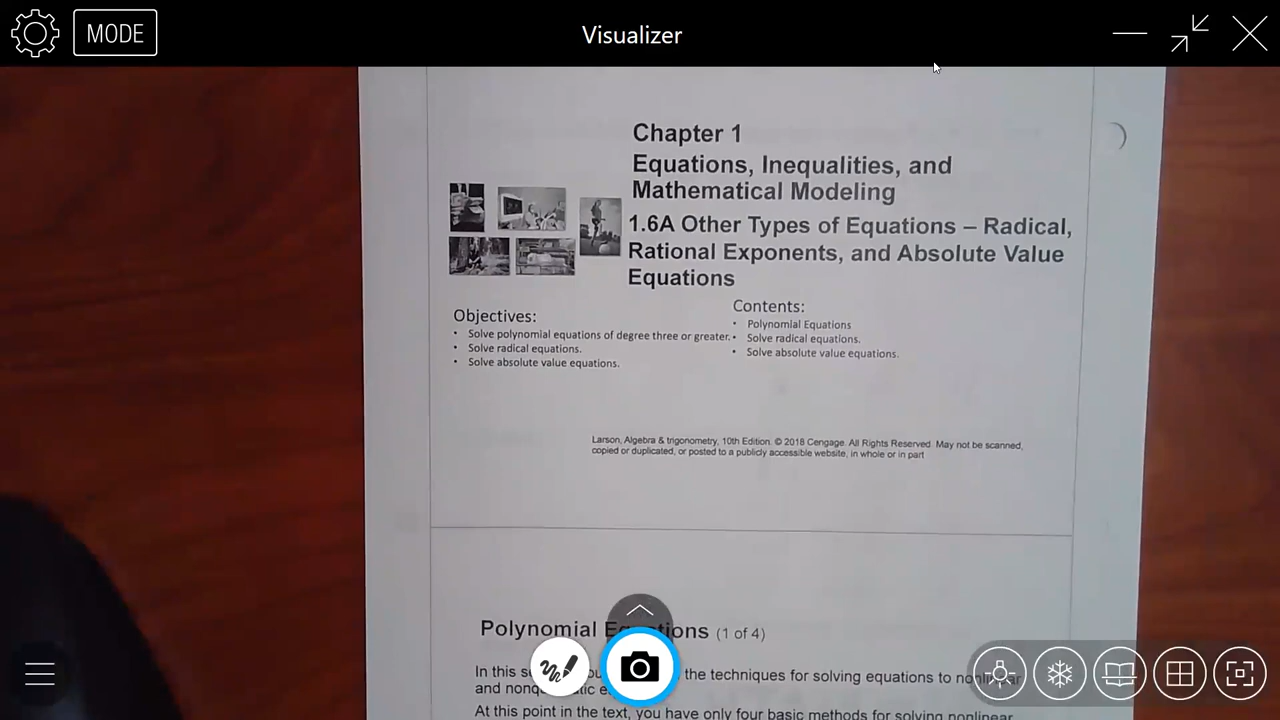 MODE
Visualizer
Chapter 1
Equations, Inequalities, and
Mathematical Modeling
1.6A Other Types of Equations – Radical,
Rational Exponents, and Absolute Value
Equations
Objectives:
• Solve polynomial equations of degree three or greater.
• Solve radical equations.
• Solve absolute value equations.
Contents:
• Polynomial Equations
• Solve radical equations.
• Solve absolute value equations.
Larson, Algebra & trigonometry, 10th Edition. © 2018 Cengage. All Rights Reserved. May not be scanned,
copied or duplicated, or posted to a publicly accessible website, in whole or in part
Polynomial Equations (1 of 4)
In this the techniques for solving equations to
and
At this point in the text, you have only four basic methods for solving nonlinear